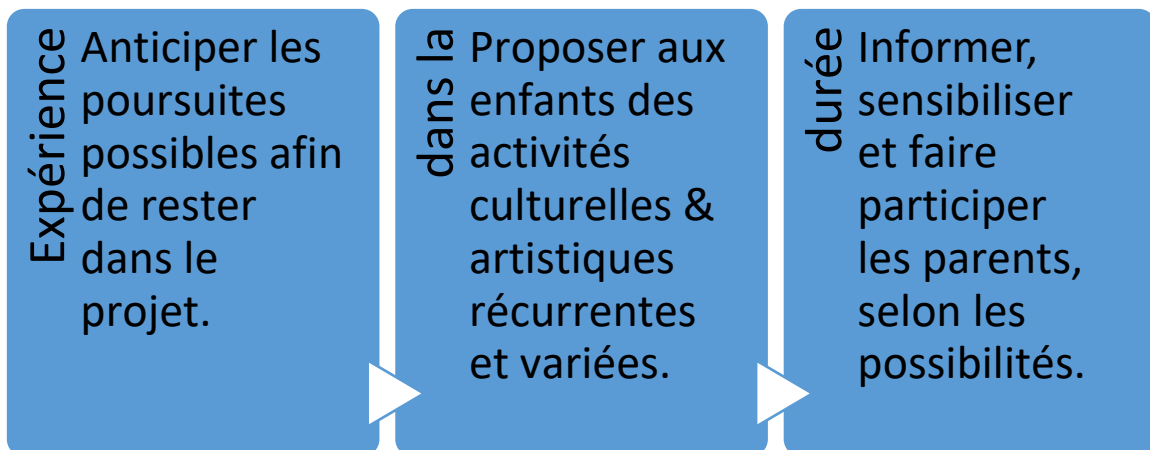 Expérience
Anticiper les
poursuites
possibles afin
de rester
dans le
projet.
dans la
Proposer aux
enfants des
activités
culturelles &
artistiques
récurrentes
et variées.
durée
Informer,
sensibiliser
et faire
participer
les parents,
selon les
possibilités.